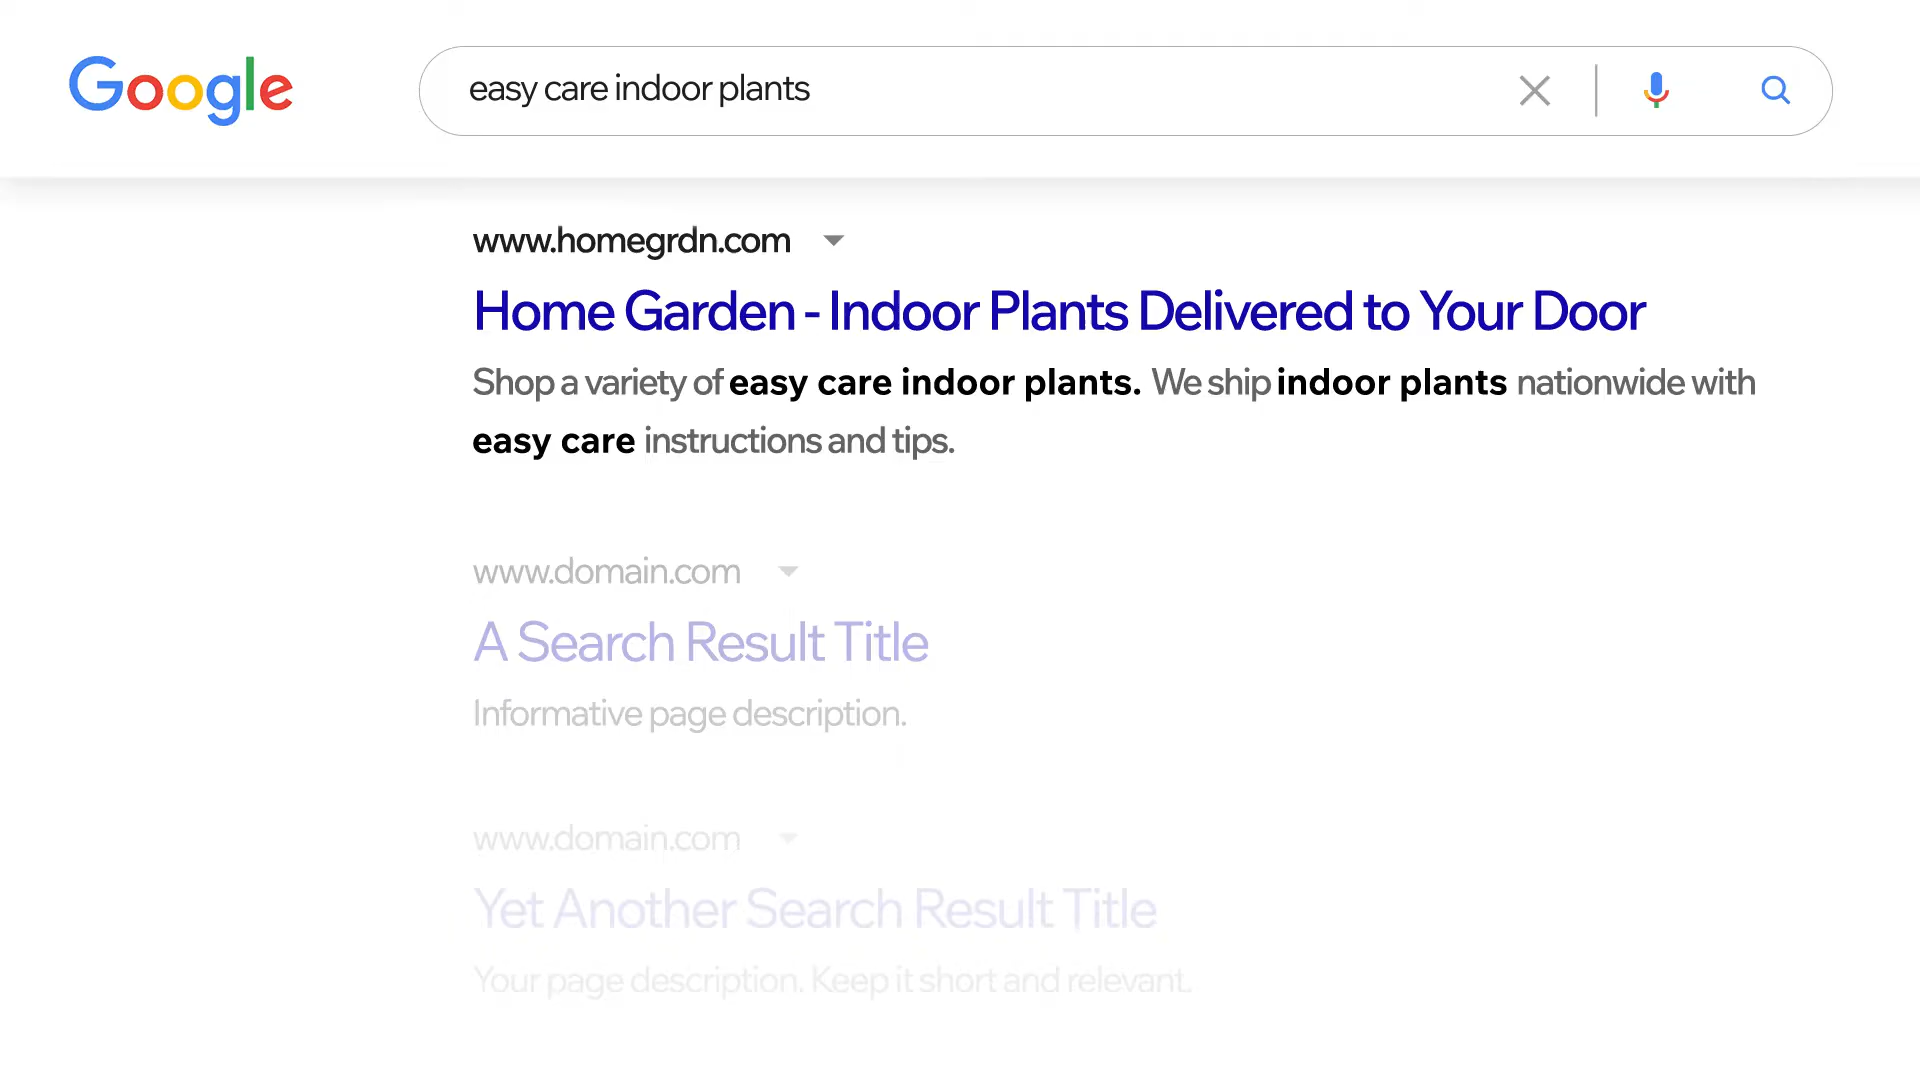 Google
easy care indoor plants
www.homegrdn.com
Home Garden - Indoor Plants Delivered to Your Door
Shop a variety of easy care indoor plants. We ship indoor plants nationwide with
easy care instructions and tips.
www.domain.com
A Search Result Title
Informative page description.
www.domain.com
Yet Another Search Result Title
Your page description. Keep it short and relevant.